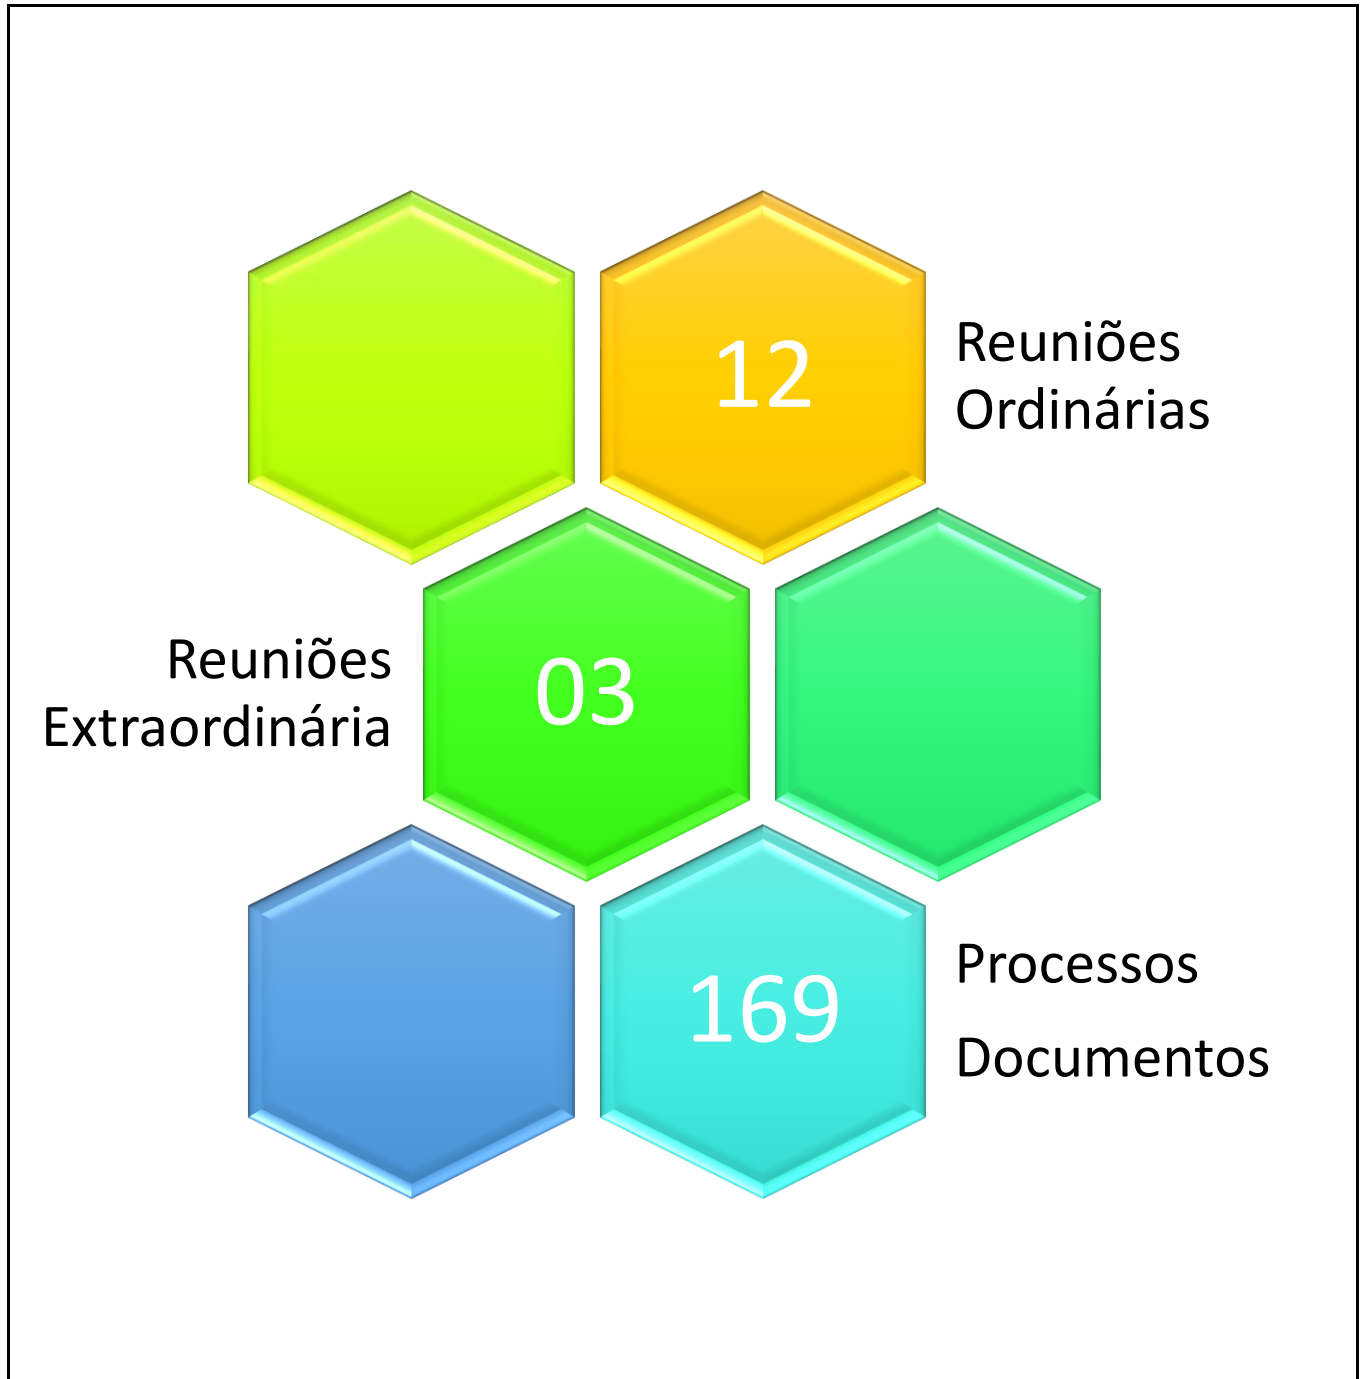 12
Reuniões
Ordinárias
Reuniões
Extraordinária
03
169
Processos
Documentos